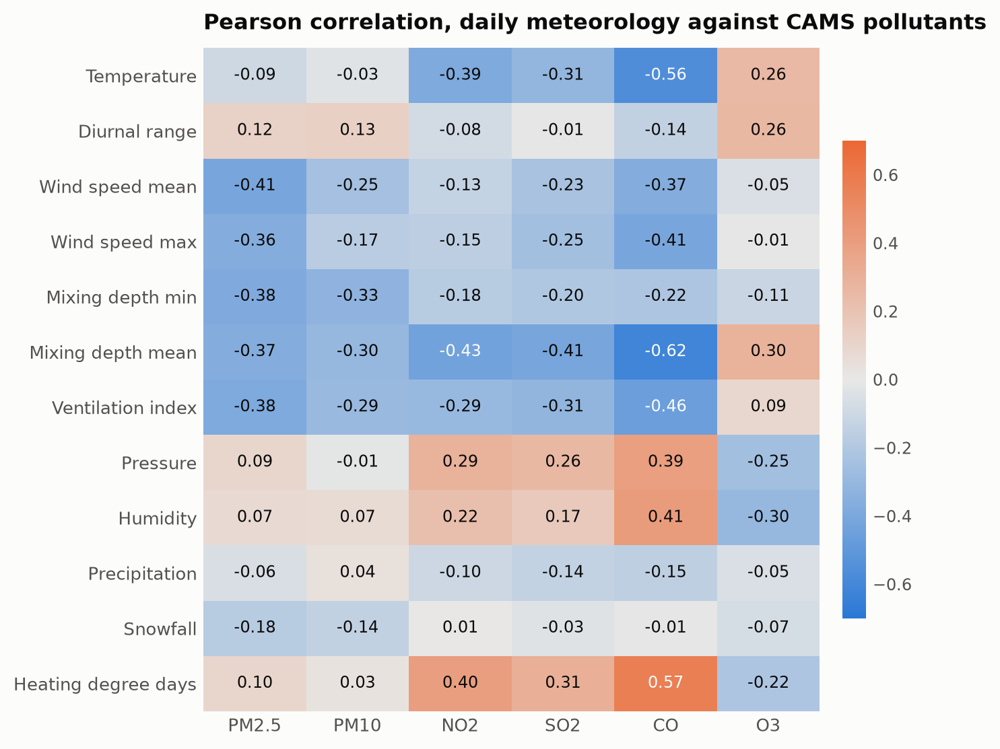 Pearson correlation, daily meteorology against CAMS pollutants
Temperature -0.09 -0.03 -0.39 -0.31 -0.56 0.26
Diurnal range 0.12 0.13 -0.08 -0.01 -0.14 0.26
Wind speed mean -0.41 -0.25 -0.13 -0.23 -0.37 -0.05
Wind speed max -0.36 -0.17 -0.15 -0.25 -0.41 -0.01
Mixing depth min -0.38 -0.33 -0.18 -0.20 -0.22 -0.11
Mixing depth mean -0.37 -0.30 -0.43 -0.41 -0.62 0.30
Ventilation index -0.38 -0.29 -0.29 -0.31 -0.46 0.09
Pressure 0.09 -0.01 0.29 0.26 0.39 -0.25
Humidity 0.07 0.07 0.22 0.17 0.41 -0.30
Precipitation -0.06 0.04 -0.10 -0.14 -0.15 -0.05
Snowfall -0.18 -0.14 0.01 -0.03 -0.01 -0.07
Heating degree days 0.10 0.03 0.40 0.31 0.57 -0.22
PM2.5 PM10 NO2 SO2 CO O3
0.6
0.4
0.2
0.0
−0.2
−0.4
−0.6